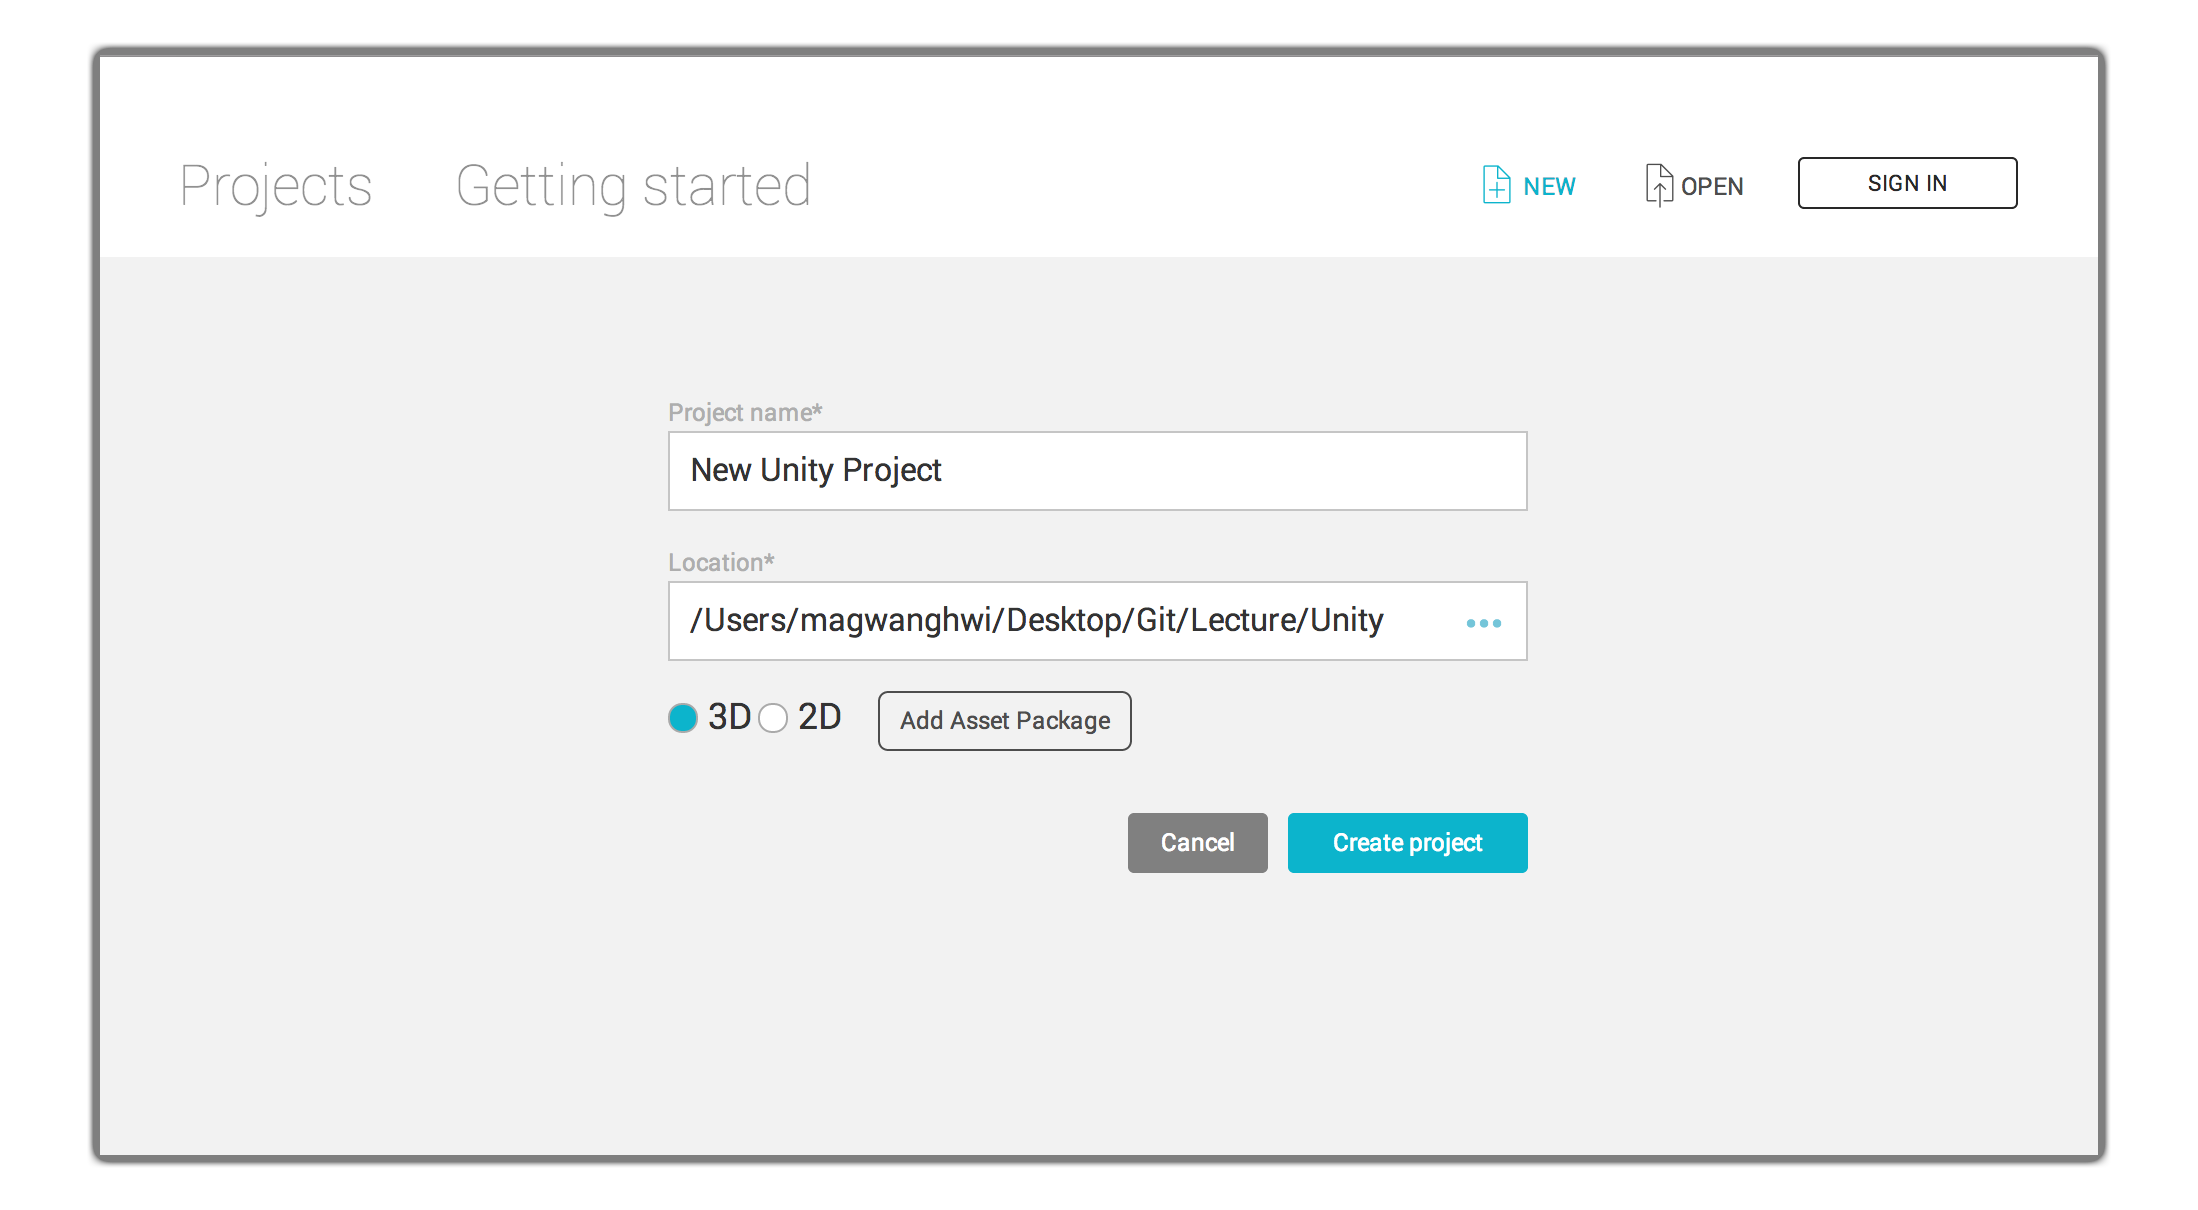 Projects Getting started NEW OPEN SIGN IN
Project name*
New Unity Project
Location*
/Users/magwanghwi/Desktop/Git/Lecture/Unity
3D 2D Add Asset Package
Cancel Create project